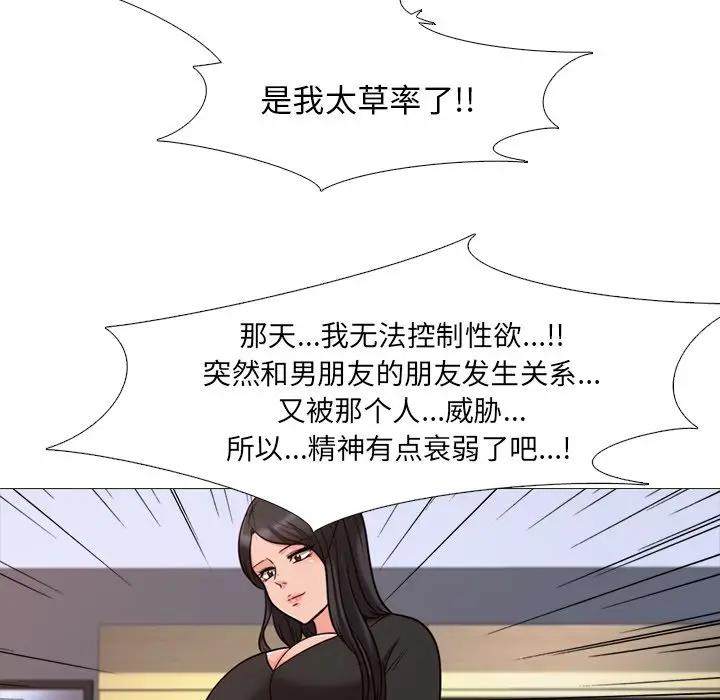 是我太草率了!!
那天...我无法控制性欲...!!
突然和男朋友的朋友发生关系...
又被那个人...威胁...
所以...精神有点衰弱了吧...!